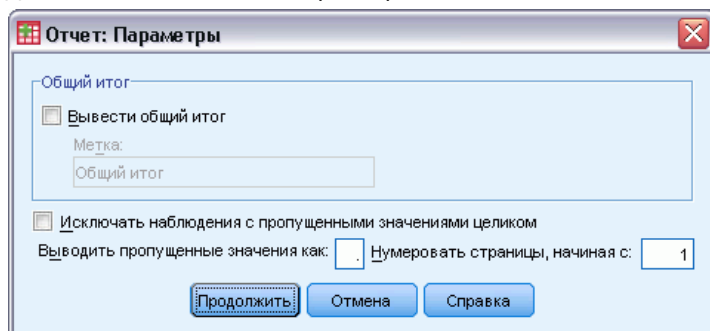 Отчет: Параметры
Общий итог
Вывести общий итог
Метка:
Общий итог
Исключать наблюдения с пропущенными значениями целиком
Выводить пропущенные значения как: . Нумеровать страницы, начиная с: 1
Продолжить Отмена Справка